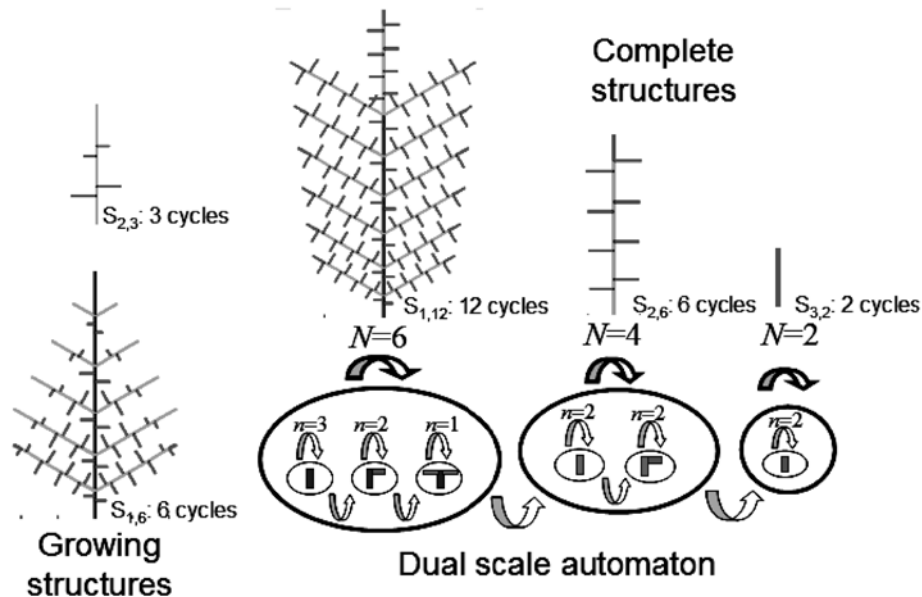 Complete
structures
S2,3: 3 cycles
S1,12: 12 cycles
S2,6: 6 cycles
S3,2: 2 cycles
N=6
N=4
N=2
n=3
n=2
n=1
n=2
n=2
n=2
S1,6: 6 cycles
Growing
structures
Dual scale automaton